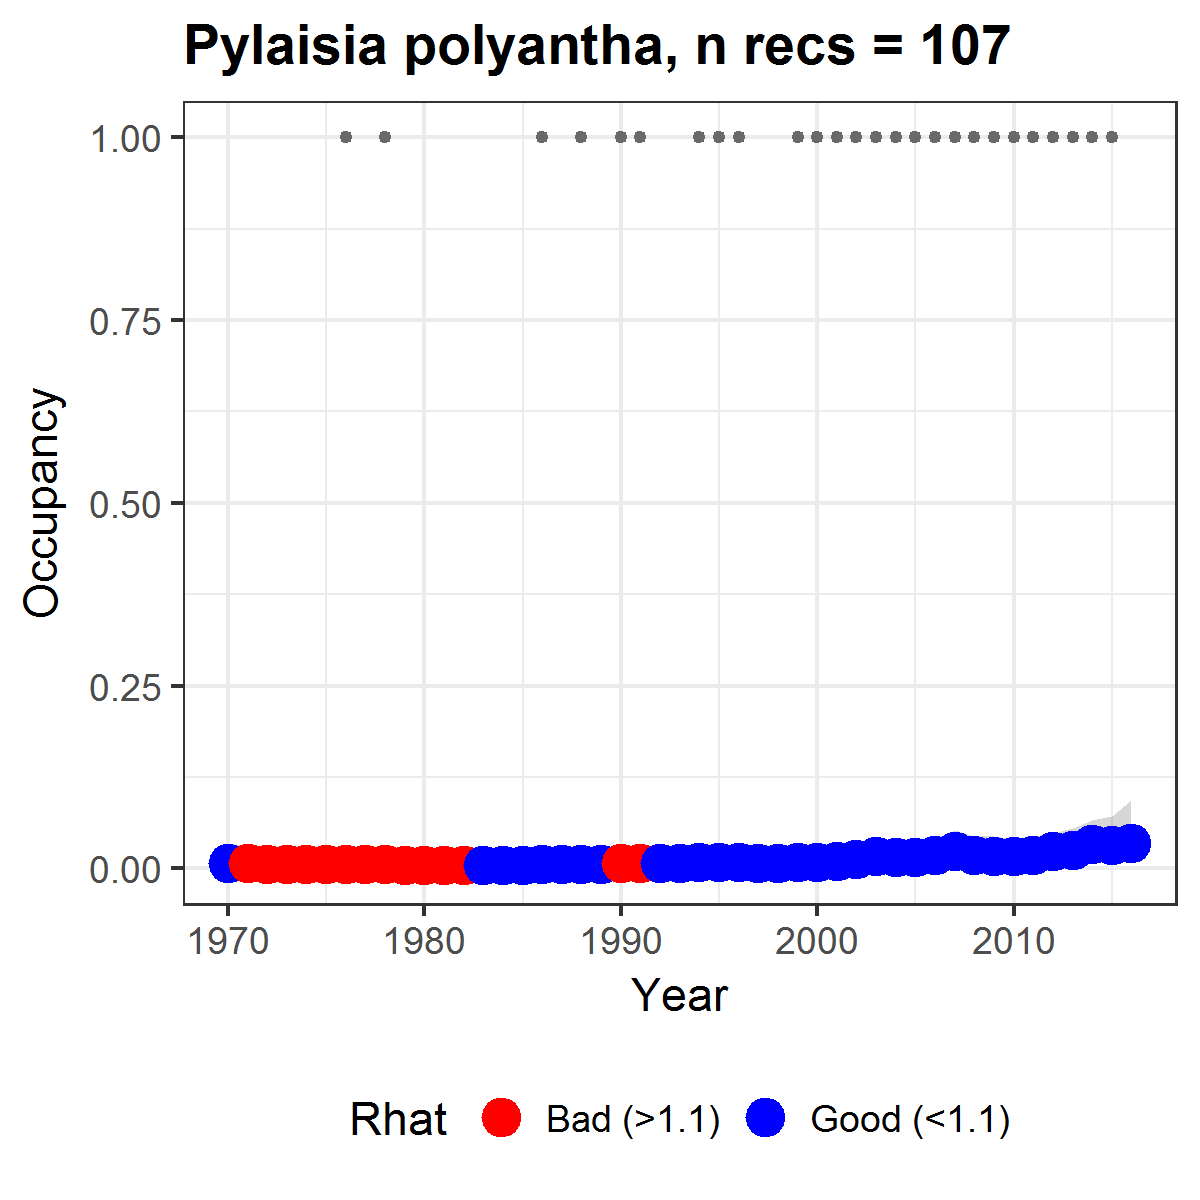 Pylaisia polyantha, n recs = 107
1.00
0.75
0.50
0.25
0.00
Occupancy
1970 1980 1990 2000 2010
Year
Rhat Bad (>1.1) Good (<1.1)